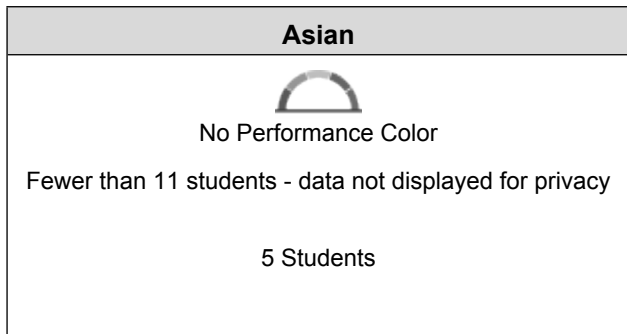 Asian
No Performance Color
Fewer than 11 students - data not displayed for privacy
5 Students